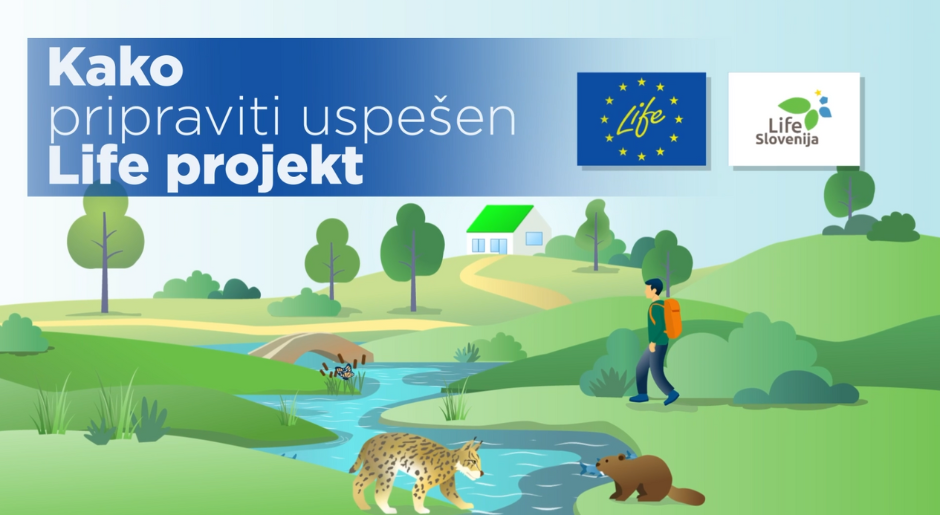 Kako
pripraviti uspešen
Life projekt
Life
Life
Slovenija